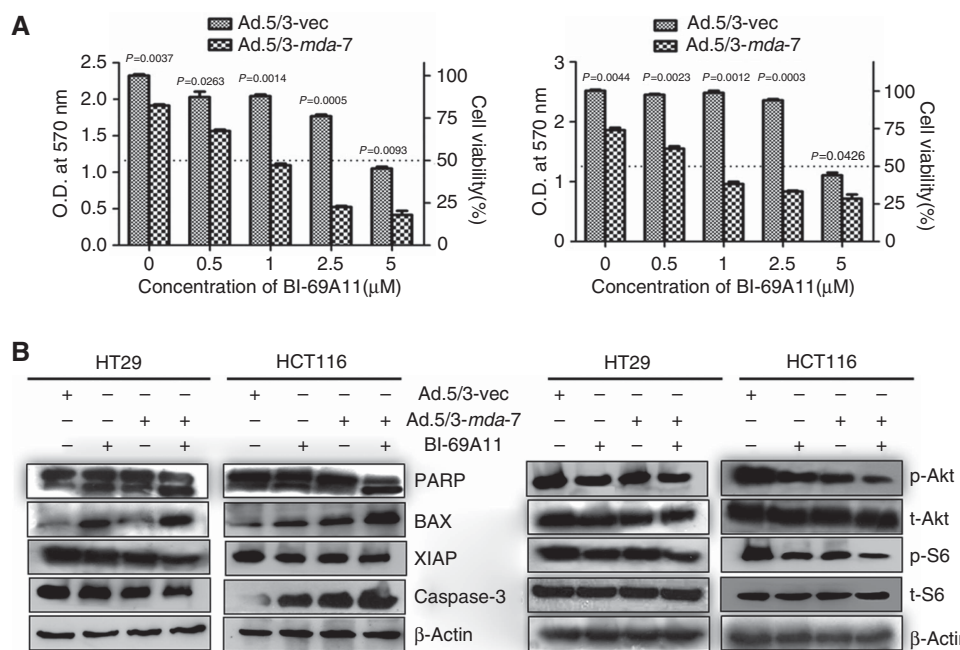 A
Ad.5/3-vec
Ad.5/3-mda-7
P=0.0037
P=0.0263
P=0.0014
P=0.0005
P=0.0093
O.D. at 570 nm
2.5
2.0
1.5
1.0
0.5
0.0
100
75
50
25
0
Cell viability(%)
0 0.5 1 2.5 5
Concentration of BI-69A11(μM)
Ad.5/3-vec
Ad.5/3-mda-7
P=0.0044
P=0.0023
P=0.0012
P=0.0003
P=0.0426
O.D. at 570 nm
3
2
1
0
100
75
50
25
0
Cell viability(%)
0 0.5 1 2.5 5
Concentration of BI-69A11(μM)
B
HT29 HCT116 HT29 HCT116
+ – – – + – – – Ad.5/3-vec + – – – + – – –
– – + + – – + + Ad.5/3-mda-7 – – + + – – + +
– + – + – + – + BI-69A11 – + – + – + – +
PARP p-Akt
BAX t-Akt
XIAP p-S6
Caspase-3 t-S6
β-Actin β-Actin